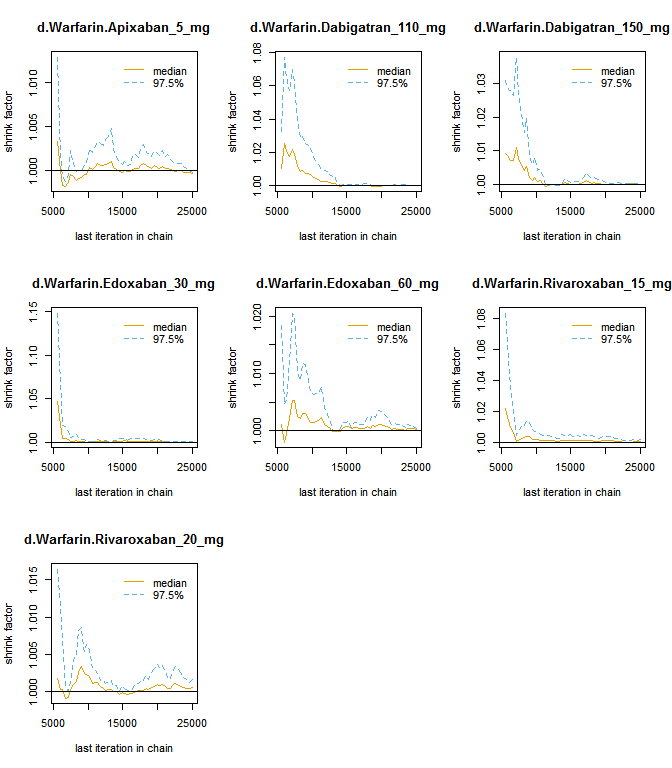 d.Warfarin.Apixaban_5_mg
shrink factor
1.000 1.005 1.010
median
97.5%
5000 15000 25000
last iteration in chain
d.Warfarin.Dabigatran_110_mg
shrink factor
1.00 1.02 1.04 1.06 1.08
median
97.5%
5000 15000 25000
last iteration in chain
d.Warfarin.Dabigatran_150_mg
shrink factor
1.00 1.01 1.02 1.03
median
97.5%
5000 15000 25000
last iteration in chain
d.Warfarin.Edoxaban_30_mg
shrink factor
1.00 1.05 1.10 1.15
median
97.5%
5000 15000 25000
last iteration in chain
d.Warfarin.Edoxaban_60_mg
shrink factor
1.000 1.010 1.020
median
97.5%
5000 15000 25000
last iteration in chain
d.Warfarin.Rivaroxaban_15_mg
shrink factor
1.00 1.02 1.04 1.06 1.08
median
97.5%
5000 15000 25000
last iteration in chain
d.Warfarin.Rivaroxaban_20_mg
shrink factor
1.000 1.005 1.010 1.015
median
97.5%
5000 15000 25000
last iteration in chain